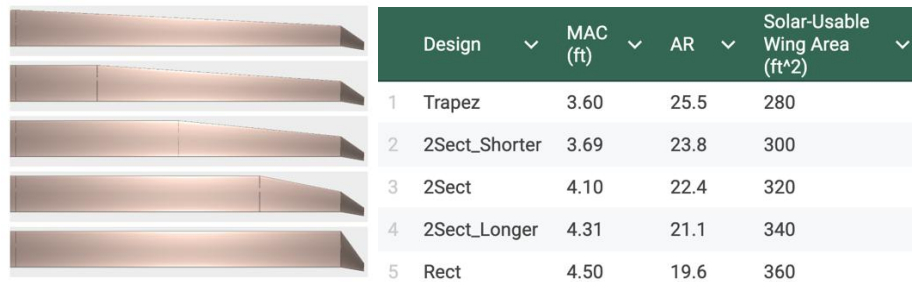 Design MAC (ft) AR Solar-Usable Wing Area (ft^2)
1 Trapez 3.60 25.5 280
2 2Sect_Shorter 3.69 23.8 300
3 2Sect 4.10 22.4 320
4 2Sect_Longer 4.31 21.1 340
5 Rect 4.50 19.6 360